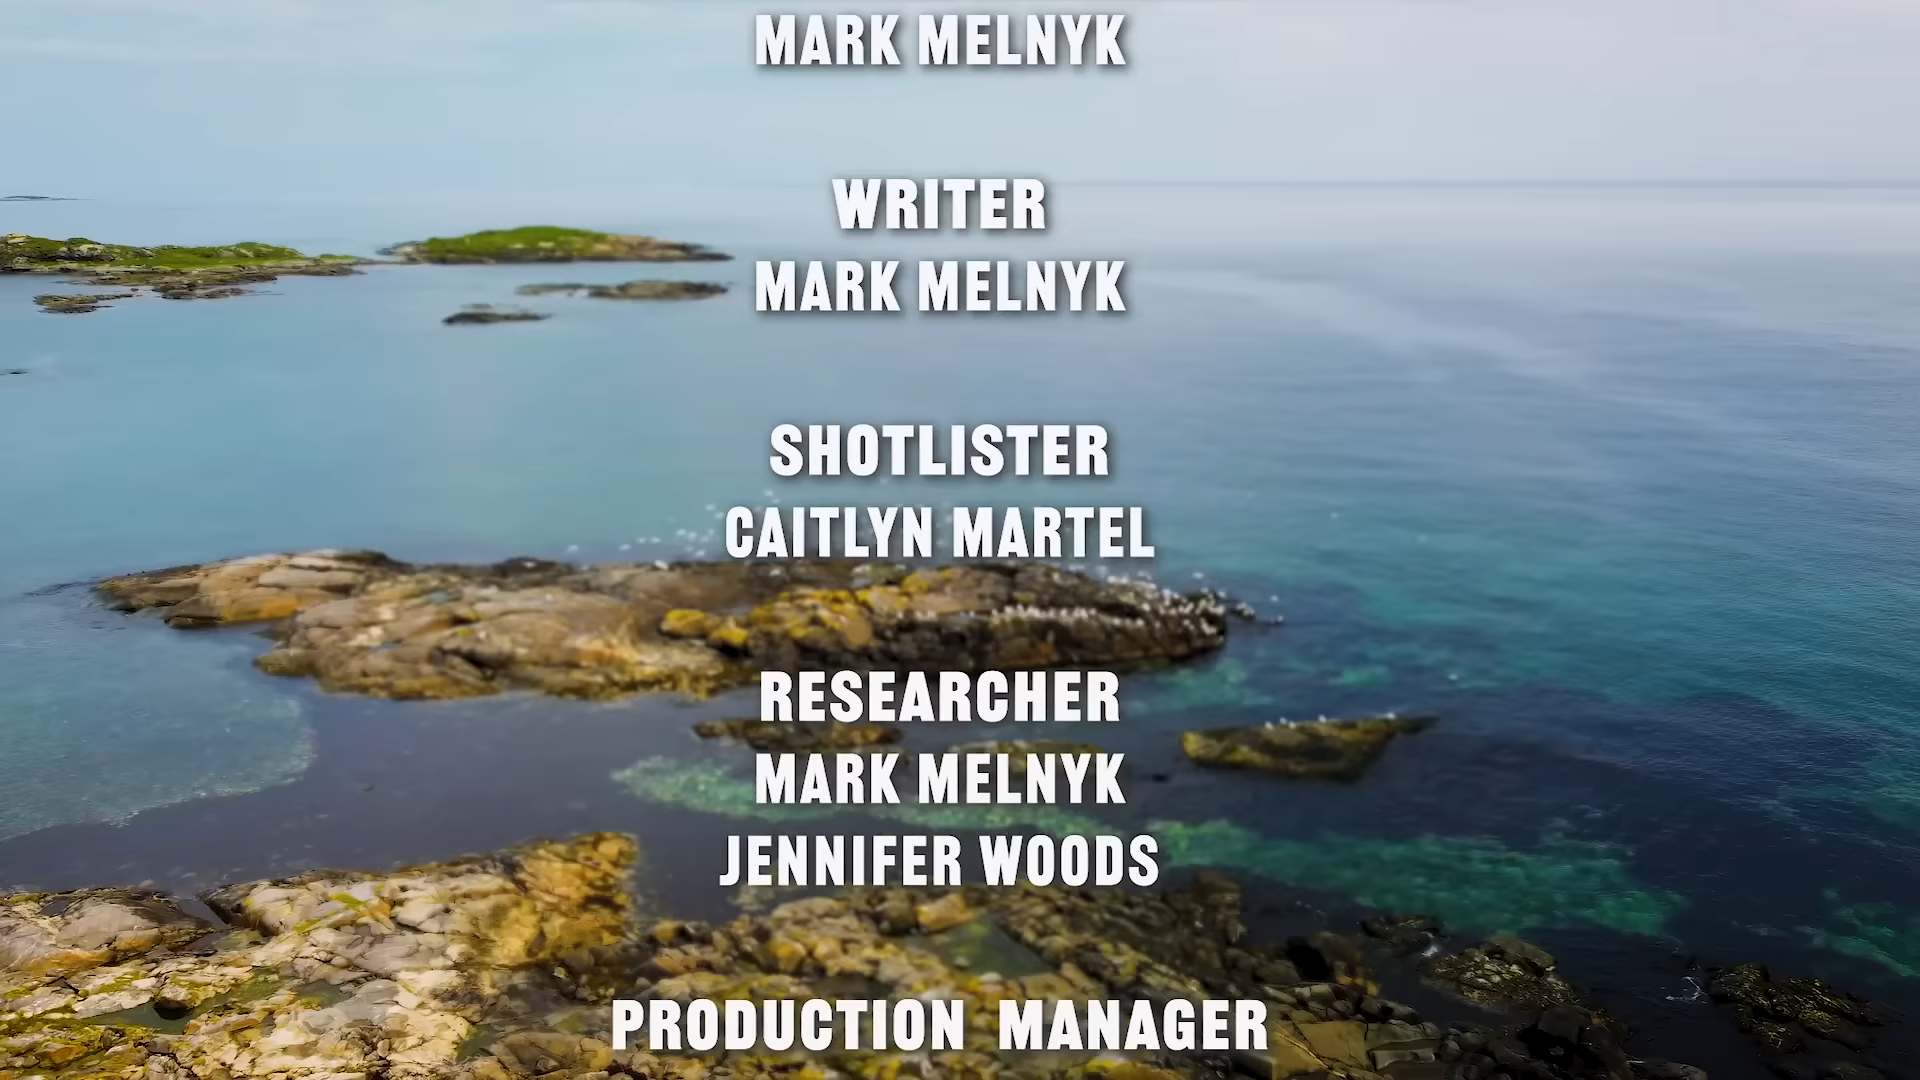 MARK MELNYK
WRITER
MARK MELNYK
SHOTLISTER
CAITLYN MARTEL
RESEARCHER
MARK MELNYK
JENNIFER WOODS
PRODUCTION MANAGER